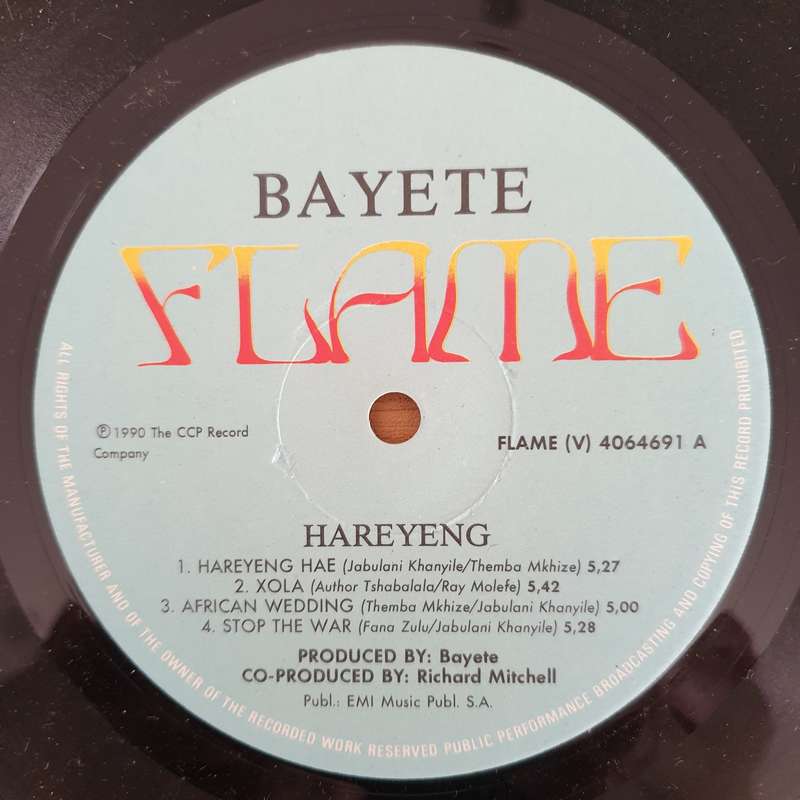 BAYETE
FLAME
℗ 1990 The CCP Record
Company
FLAME (V) 4064691 A
HAREYENG
1. HAREYENG HAE (Jabulani Khanyile/Themba Mkhize) 5,27
2. XOLA (Author Tshabalala/Ray Molefe) 5,42
3. AFRICAN WEDDING (Themba Mkhize/Jabulani Khanyile) 5,00
4. STOP THE WAR (Fana Zulu/Jabulani Khanyile) 5,28
PRODUCED BY: Bayete
CO-PRODUCED BY: Richard Mitchell
Publ.: EMI Music Publ. S.A.
ALL RIGHTS OF THE MANUFACTURER AND OF THE OWNER OF THE RECORDED WORK RESERVED PUBLIC PERFORMANCE BROADCASTING AND COPYING OF THIS RECORD PROHIBITED